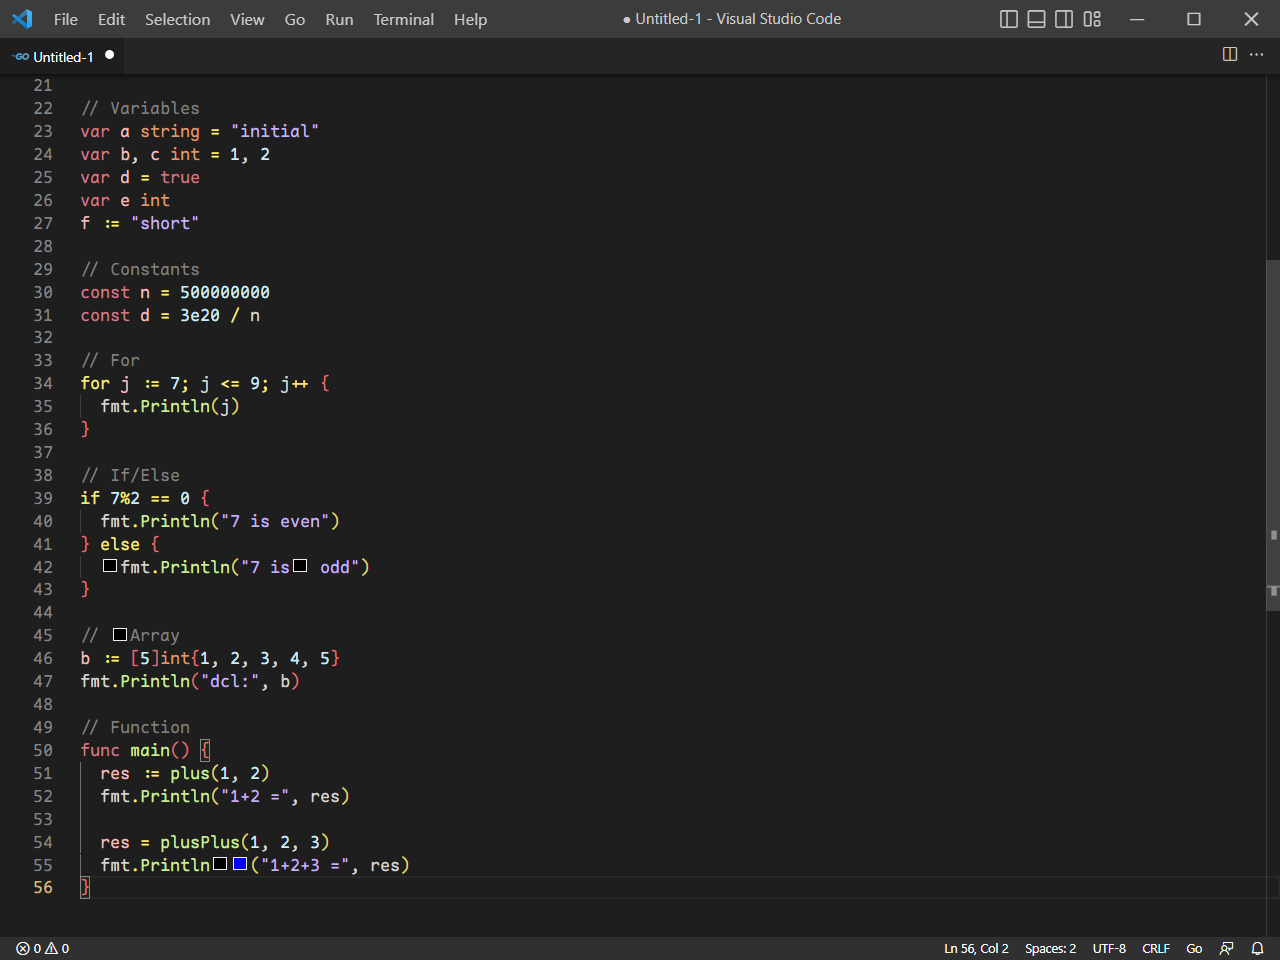 File Edit Selection View Go Run Terminal Help ● Untitled-1 - Visual Studio Code
GO Untitled-1 ●
21
22 // Variables
23 var a string = "initial"
24 var b, c int = 1, 2
25 var d = true
26 var e int
27 f := "short"
28
29 // Constants
30 const n = 500000000
31 const d = 3e20 / n
32
33 // For
34 for j := 7; j <= 9; j++ {
35   fmt.Println(j)
36 }
37
38 // If/Else
39 if 7%2 == 0 {
40   fmt.Println("7 is even")
41 } else {
42   fmt.Println("7 is odd")
43 }
44
45 // Array
46 b := [5]int{1, 2, 3, 4, 5}
47 fmt.Println("dcl:", b)
48
49 // Function
50 func main() {
51   res := plus(1, 2)
52   fmt.Println("1+2 =", res)
53
54   res = plusPlus(1, 2, 3)
55   fmt.Println("1+2+3 =", res)
56 }
0 0 Ln 56, Col 2 Spaces: 2 UTF-8 CRLF Go